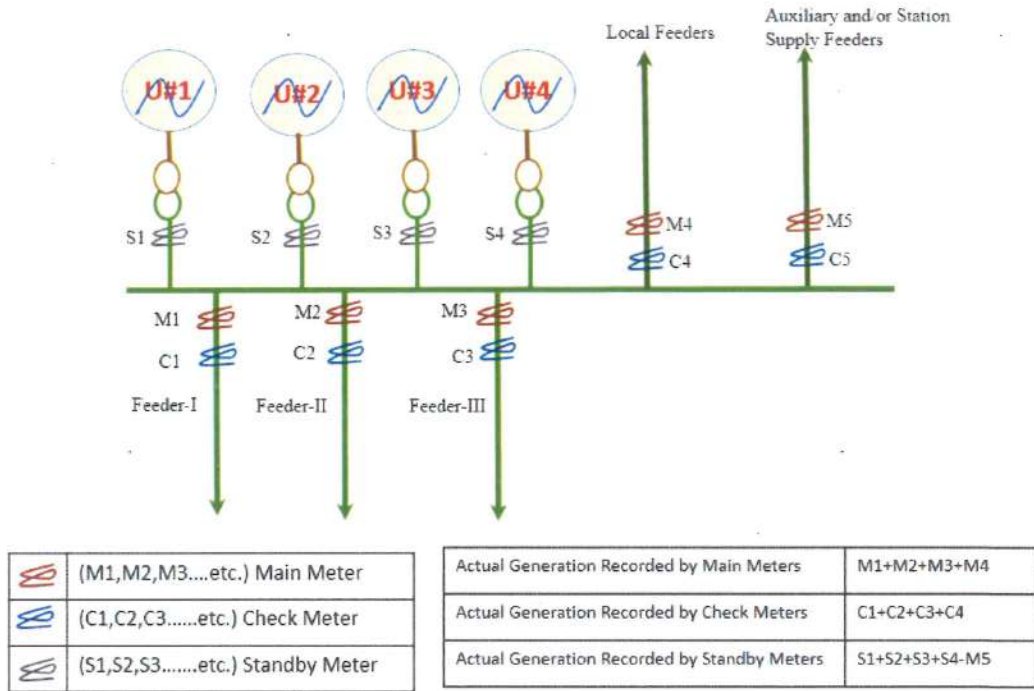 Local Feeders
Auxiliary and/or Station
Supply Feeders
U#1
U#2
U#3
U#4
S1
S2
S3
S4
M4
C4
M5
C5
M1
C1
M2
C2
M3
C3
Feeder-I
Feeder-II
Feeder-III
(M1,M2,M3....etc.) Main Meter
(C1,C2,C3......etc.) Check Meter
(S1,S2,S3.......etc.) Standby Meter
Actual Generation Recorded by Main Meters M1+M2+M3+M4
Actual Generation Recorded by Check Meters C1+C2+C3+C4
Actual Generation Recorded by Standby Meters S1+S2+S3+S4-M5